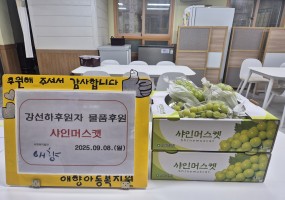 후원해 주셔서 감사합니다
강선하후원자 물품후원
샤인머스켓
2025.09.08.(월)
애향아동복지원
샤인머스켓
샤인머스켓